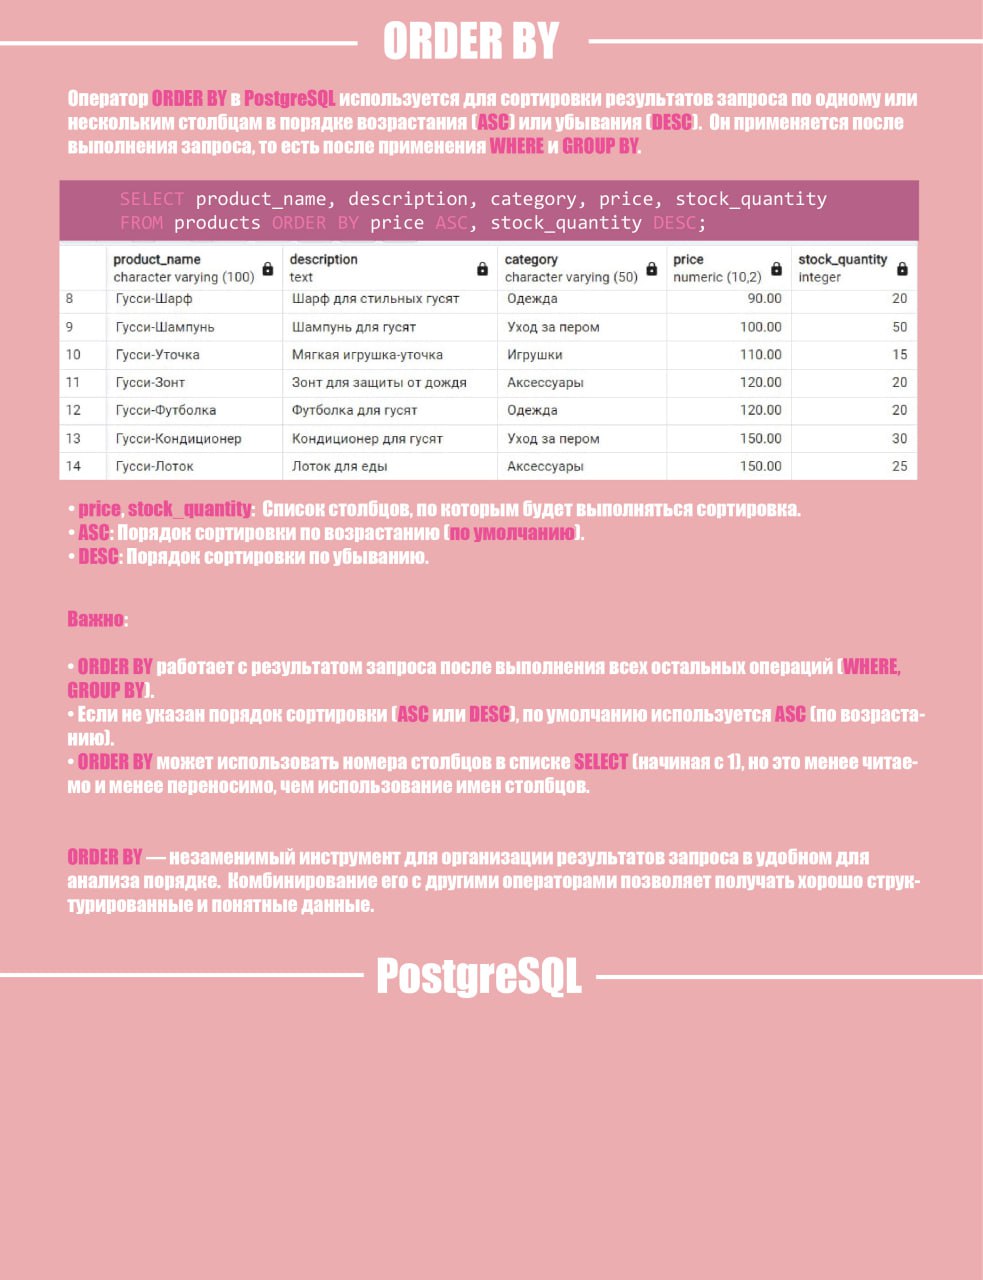 ORDER BY
Оператор ORDER BY в PostgreSQL используется для сортировки результатов запроса по одному или
нескольким столбцам в порядке возрастания (ASC) или убывания (DESC). Он применяется после
выполнения запроса, то есть после применения WHERE и GROUP BY.
SELECT product_name, description, category, price, stock_quantity
FROM products ORDER BY price ASC, stock_quantity DESC;
product_name description category price stock_quantity
character varying (100) text character varying (50) numeric (10,2) integer
8 Гусси-Шарф Шарф для стильных гусят Одежда 90.00 20
9 Гусси-Шампунь Шампунь для гусят Уход за пером 100.00 50
10 Гусси-Уточка Мягкая игрушка-уточка Игрушки 110.00 15
11 Гусси-Зонт Зонт для защиты от дождя Аксессуары 120.00 20
12 Гусси-Футболка Футболка для гусят Одежда 120.00 20
13 Гусси-Кондиционер Кондиционер для гусят Уход за пером 150.00 30
14 Гусси-Лоток Лоток для еды Аксессуары 150.00 25
• price, stock_quantity: Список столбцов, по которым будет выполняться сортировка.
• ASC: Порядок сортировки по возрастанию (по умолчанию).
• DESC: Порядок сортировки по убыванию.
Важно:
• ORDER BY работает с результатом запроса после выполнения всех остальных операций (WHERE,
GROUP BY).
• Если не указан порядок сортировки (ASC или DESC), по умолчанию используется ASC (по возраста-
нию).
• ORDER BY может использовать номера столбцов в списке SELECT (начиная с 1), но это менее читае-
мо и менее переносимо, чем использование имен столбцов.
ORDER BY — незаменимый инструмент для организации результатов запроса в удобном для
анализа порядке. Комбинирование его с другими операторами позволяет получать хорошо струк-
турированные и понятные данные.
PostgreSQL